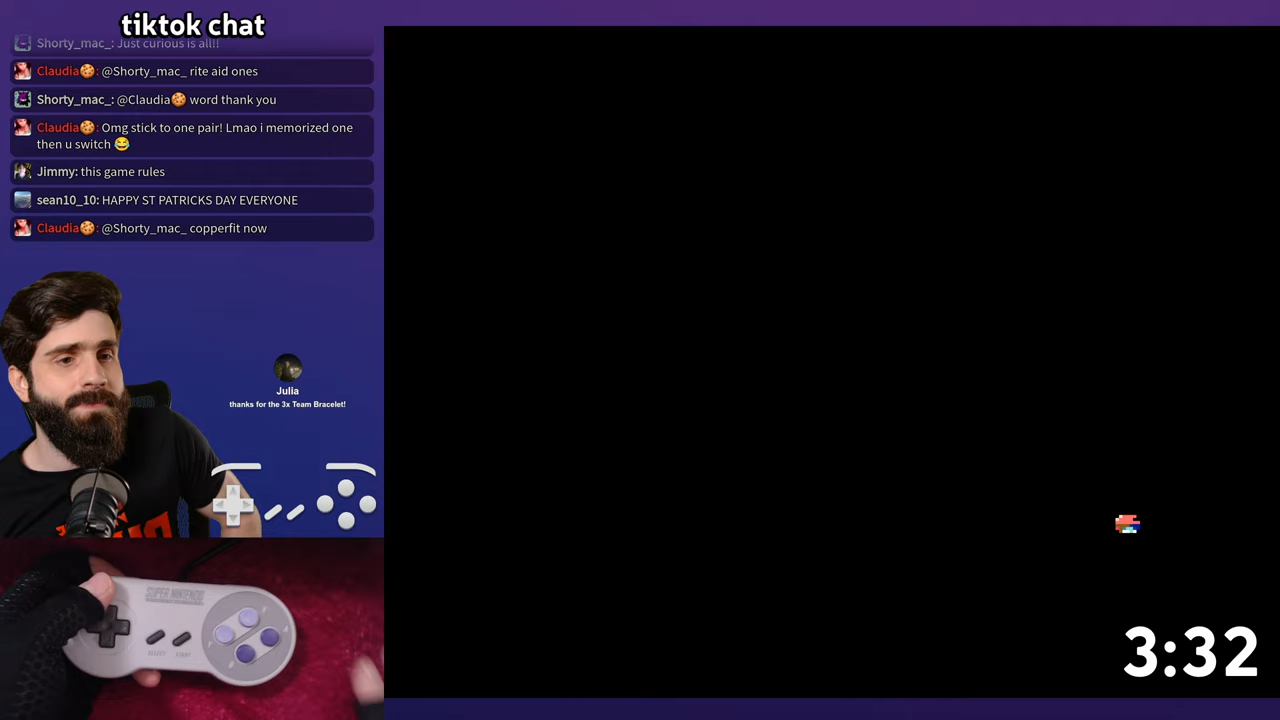 tiktok chat
Shorty_mac_: Just curious is all!!
Claudia🍪: @Shorty_mac_ rite aid ones
Shorty_mac_: @Claudia🍪 word thank you
Claudia🍪: Omg stick to one pair! Lmao i memorized one
then u switch 😂
Jimmy: this game rules
sean10_10: HAPPY ST PATRICKS DAY EVERYONE
Claudia🍪: @Shorty_mac_ copperfit now
Julia
thanks for the 3x Team Bracelet!
SUPER NINTENDO
SELECT START
3:32